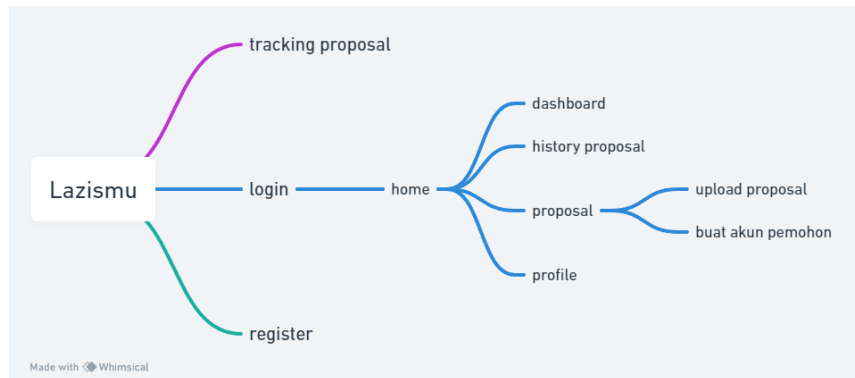 tracking proposal
dashboard
history proposal
Lazismu
login
home
proposal
upload proposal
buat akun pemohon
profile
register
Made with Whimsical